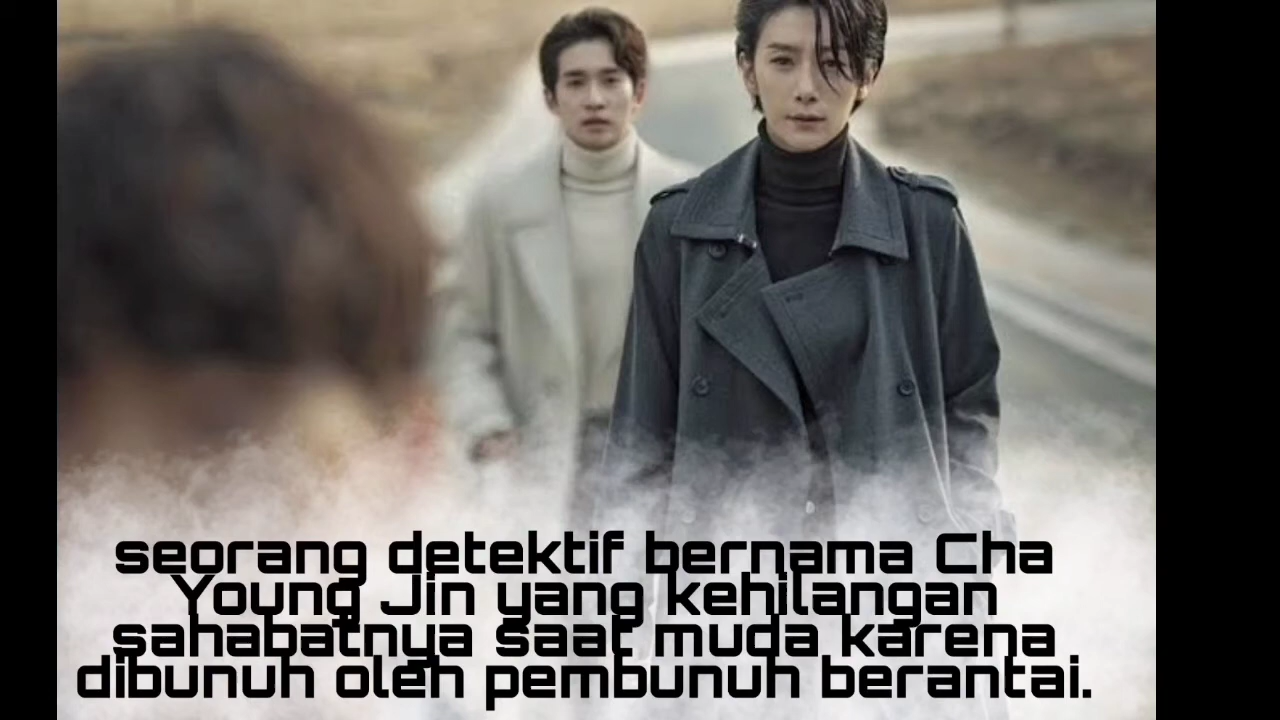 seorang detektif bernama Cha
Young Jin yang kehilangan
sahabatnya saat muda karena
dibunuh oleh pembunuh berantai.